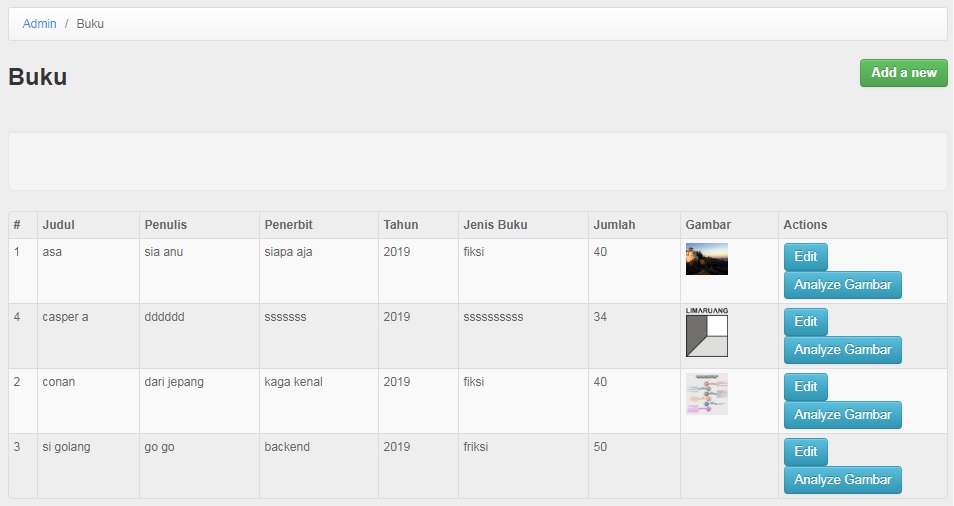 Admin / Buku
Buku
Add a new
# Judul Penulis Penerbit Tahun Jenis Buku Jumlah Gambar Actions
1 asa sia anu siapa aja 2019 fiksi 40 Edit
Analyze Gambar
4 casper a dddddd sssssss 2019 ssssssssss 34 LIMARUANG Edit
Analyze Gambar
2 conan dari jepang kaga kenal 2019 fiksi 40 Edit
Analyze Gambar
3 si golang go go backend 2019 friksi 50 Edit
Analyze Gambar